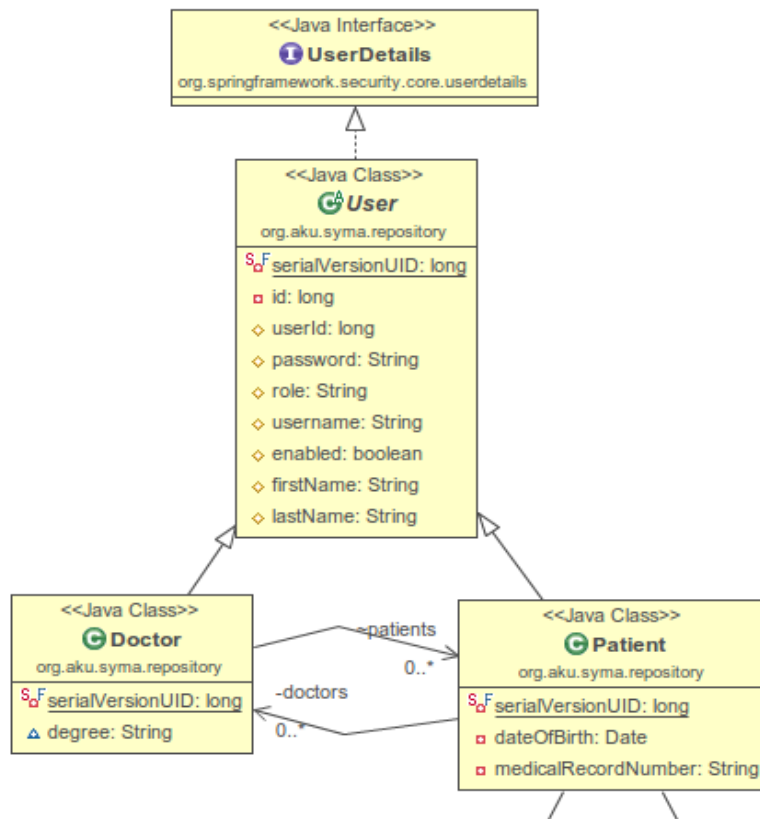 <<Java Interface>>
UserDetails
org.springframework.security.core.userdetails
<<Java Class>>
User
org.aku.syma.repository
serialVersionUID: long
id: long
userId: long
password: String
role: String
username: String
enabled: boolean
firstName: String
lastName: String
<<Java Class>>
Doctor
org.aku.syma.repository
serialVersionUID: long
degree: String
~patients
0..*
-doctors
0..*
<<Java Class>>
Patient
org.aku.syma.repository
serialVersionUID: long
dateOfBirth: Date
medicalRecordNumber: String